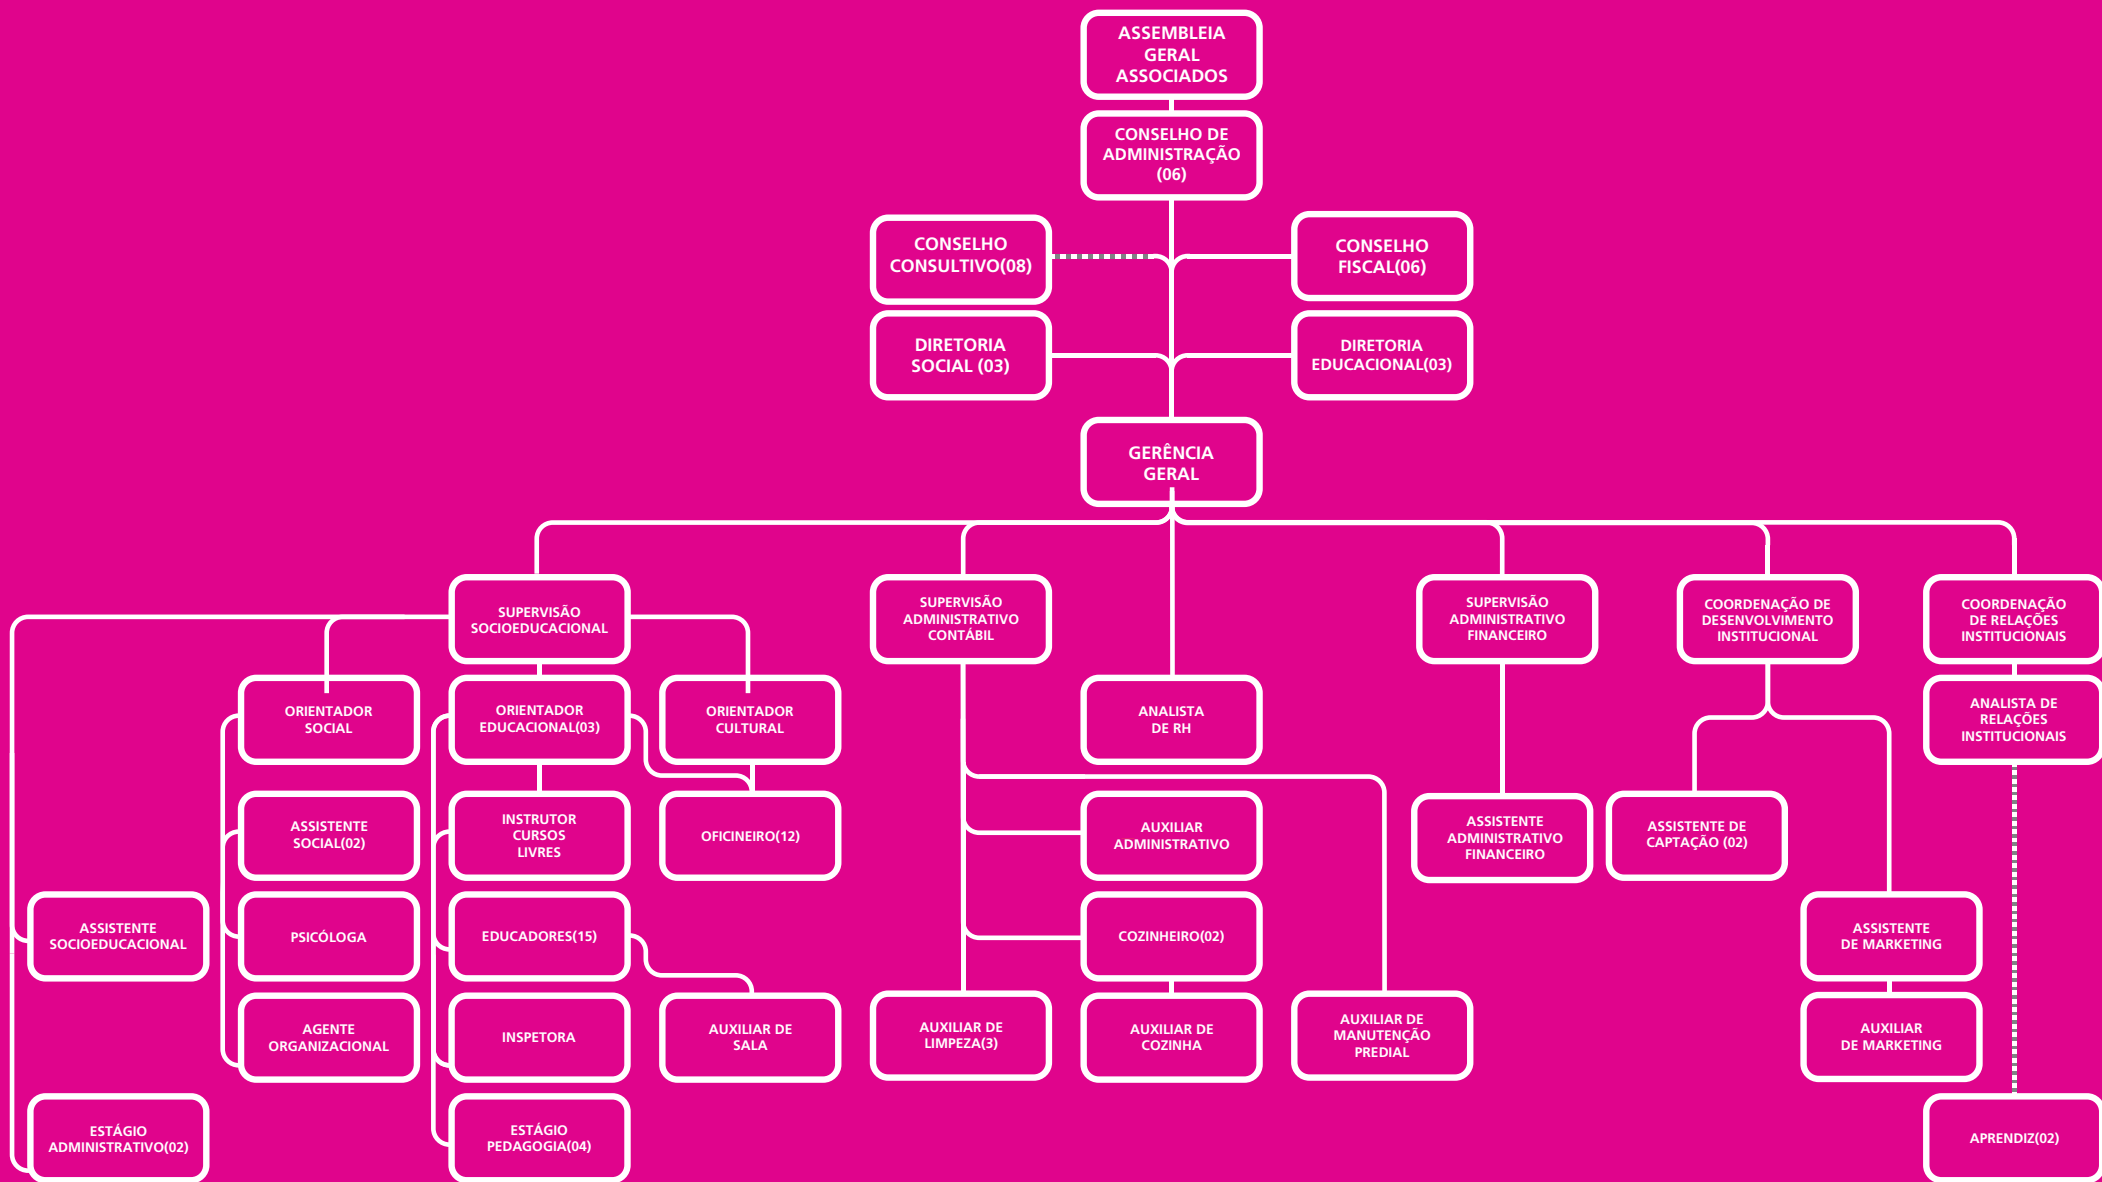 ASSEMBLEIA
GERAL
ASSOCIADOS
CONSELHO DE
ADMINISTRAÇÃO
(06)
CONSELHO
CONSULTIVO(08)
CONSELHO
FISCAL(06)
DIRETORIA
SOCIAL (03)
DIRETORIA
EDUCACIONAL(03)
GERÊNCIA
GERAL
SUPERVISÃO
SOCIOEDUCACIONAL
SUPERVISÃO
ADMINISTRATIVO
CONTÁBIL
SUPERVISÃO
ADMINISTRATIVO
FINANCEIRO
COORDENAÇÃO DE
DESENVOLVIMENTO
INSTITUCIONAL
COORDENAÇÃO
DE RELAÇÕES
INSTITUCIONAIS
ORIENTADOR
SOCIAL
ORIENTADOR
EDUCACIONAL(03)
ORIENTADOR
CULTURAL
ANALISTA
DE RH
ANALISTA DE
RELAÇÕES
INSTITUCIONAIS
ASSISTENTE
SOCIAL(02)
INSTRUTOR
CURSOS
LIVRES
OFICINEIRO(12)
AUXILIAR
ADMINISTRATIVO
ASSISTENTE
ADMINISTRATIVO
FINANCEIRO
ASSISTENTE DE
CAPTAÇÃO (02)
ASSISTENTE
SOCIOEDUCACIONAL
PSICÓLOGA
EDUCADORES(15)
COZINHEIRO(02)
ASSISTENTE
DE MARKETING
AGENTE
ORGANIZACIONAL
INSPETORA
AUXILIAR DE
SALA
AUXILIAR DE
LIMPEZA(3)
AUXILIAR DE
COZINHA
AUXILIAR DE
MANUTENÇÃO
PREDIAL
AUXILIAR
DE MARKETING
ESTÁGIO
ADMINISTRATIVO(02)
ESTÁGIO
PEDAGOGIA(04)
APRENDIZ(02)